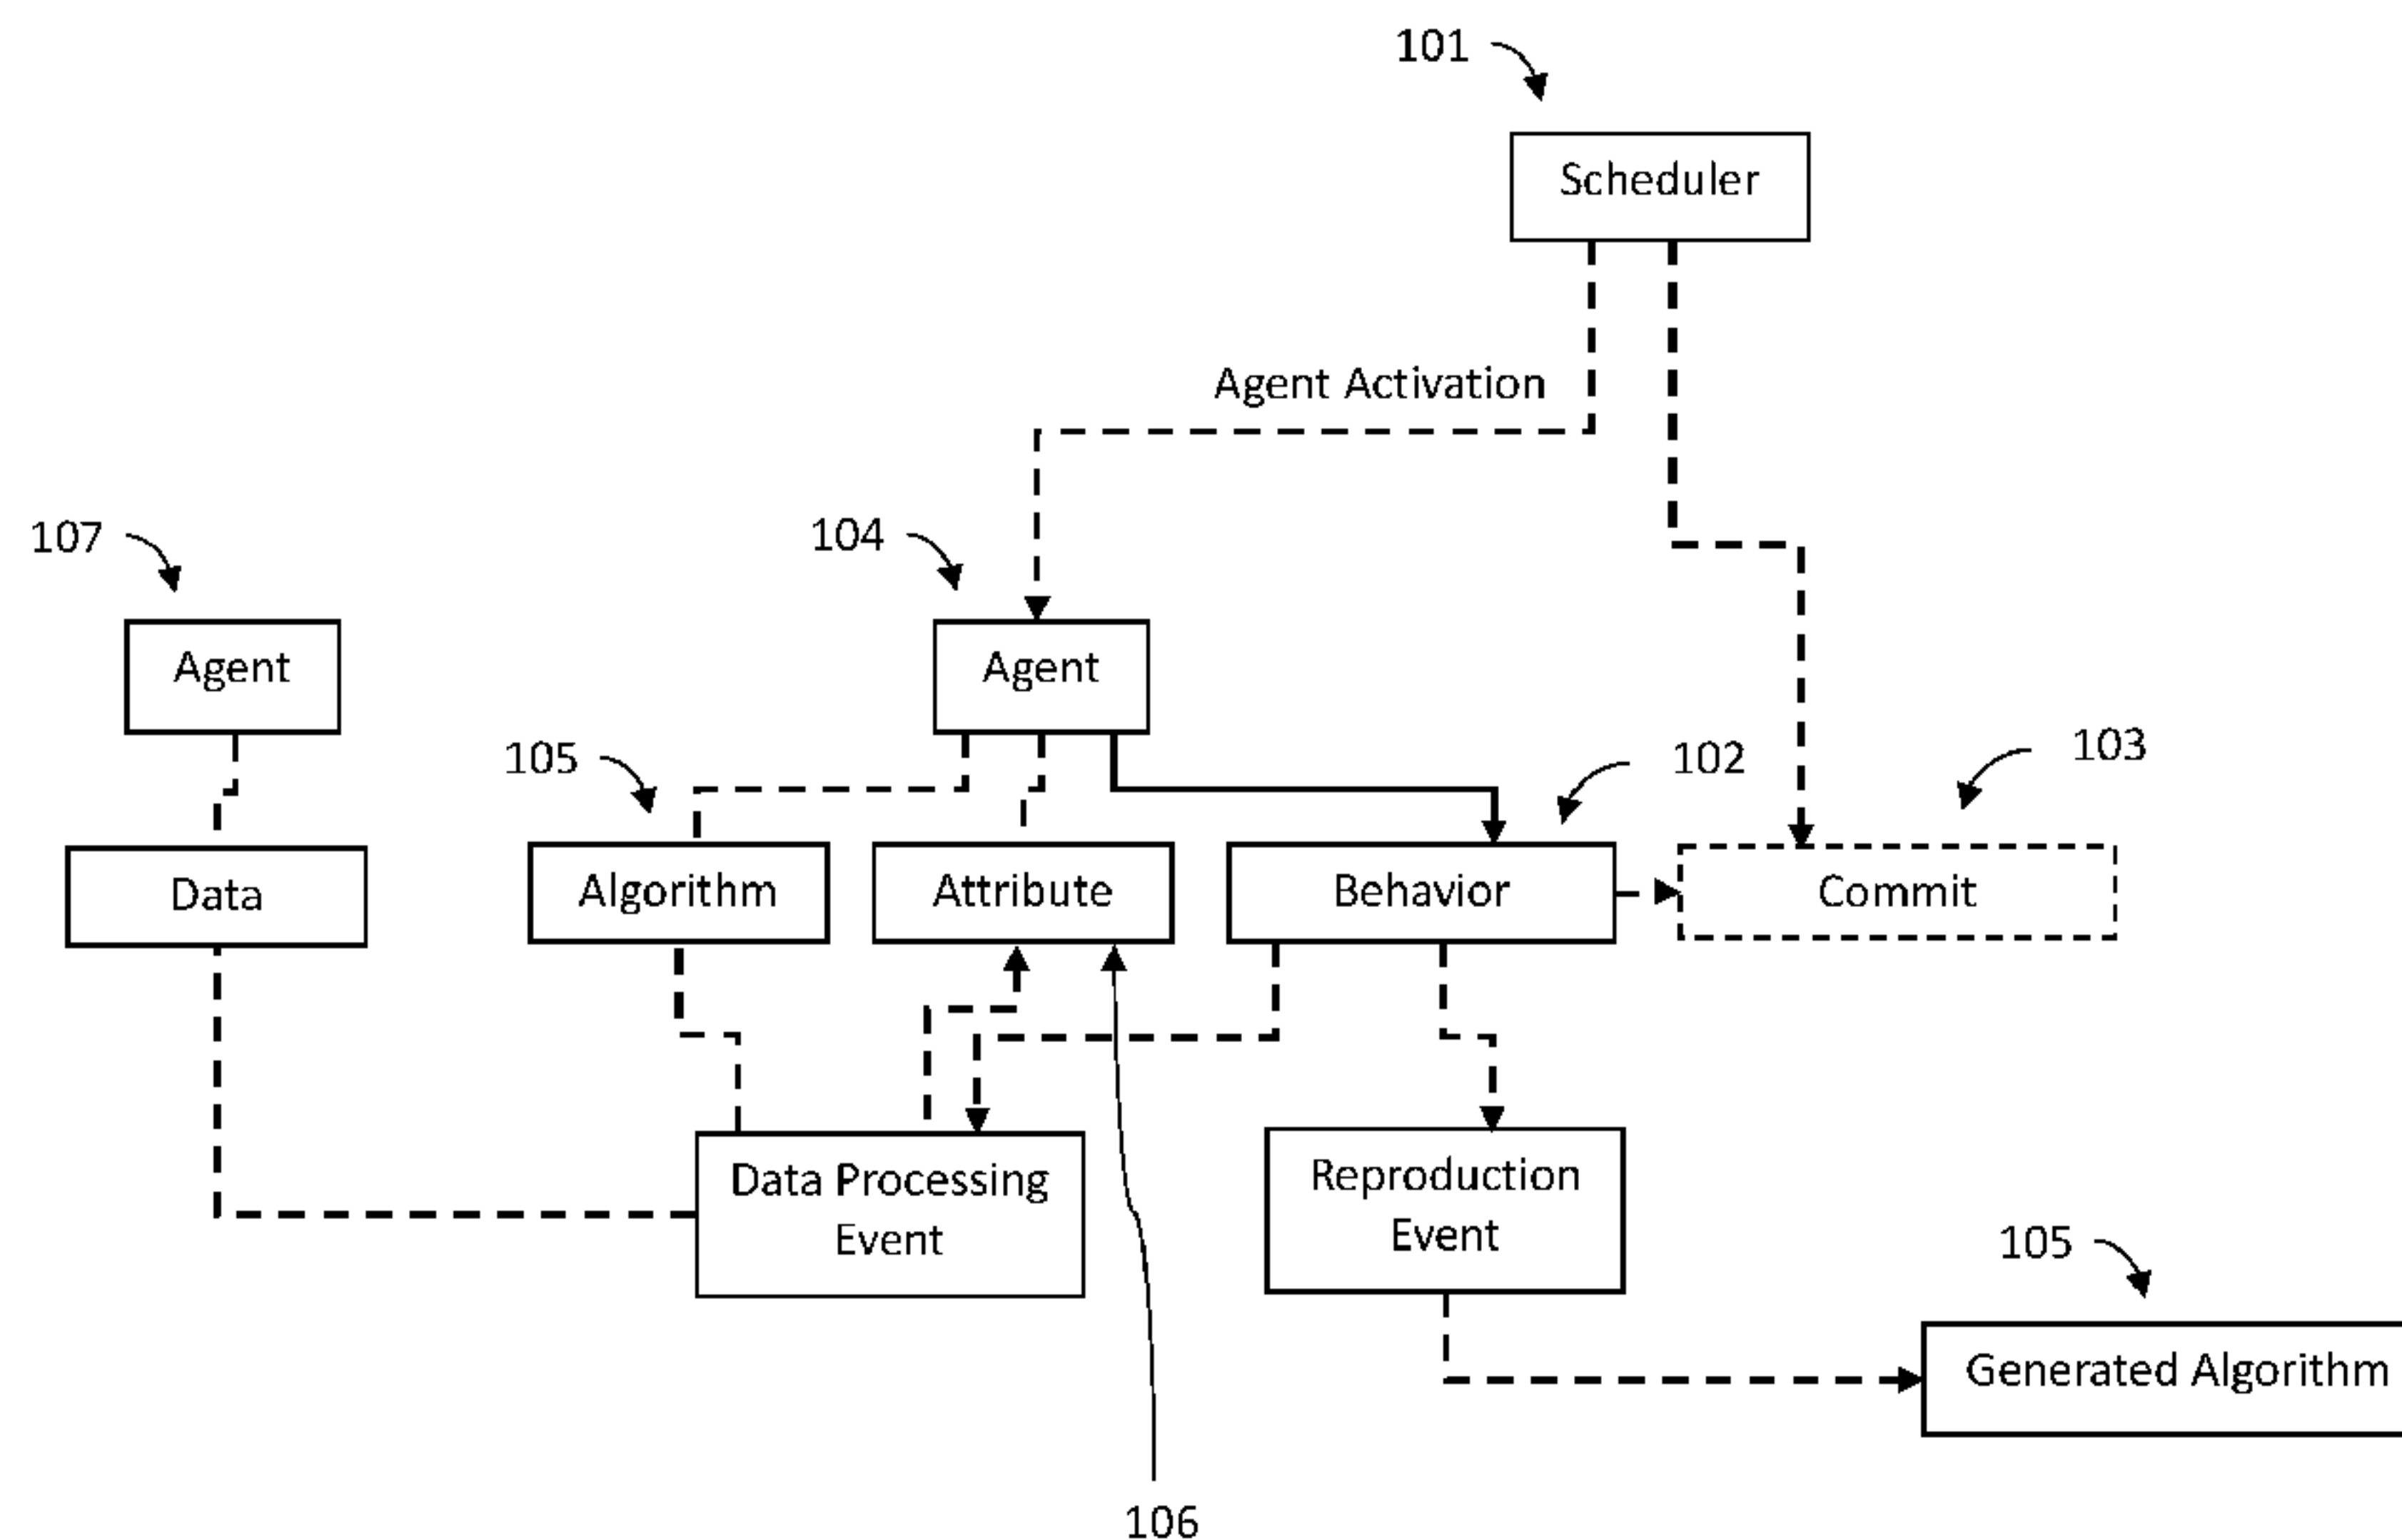 101
Scheduler
Agent Activation
107
104
Agent
Agent
105
102
103
Data
Algorithm
Attribute
Behavior
Commit
Data Processing
Event
Reproduction
Event
105
Generated Algorithm
106